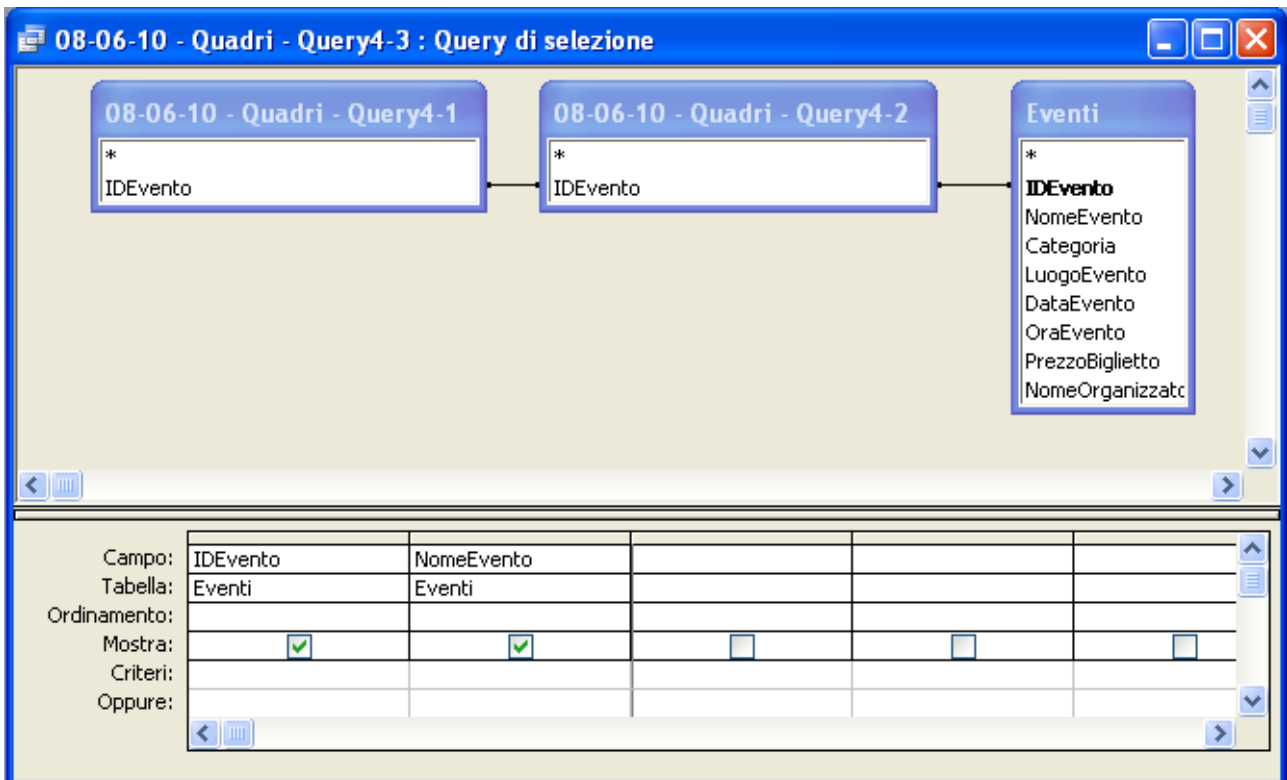 08-06-10 - Quadri - Query4-3 : Query di selezione
08-06-10 - Quadri - Query4-1
*
IDEvento
08-06-10 - Quadri - Query4-2
*
IDEvento
Eventi
*
IDEvento
NomeEvento
Categoria
LuogoEvento
DataEvento
OraEvento
PrezzoBiglietto
NomeOrganizzato
Campo: IDEvento NomeEvento
Tabella: Eventi Eventi
Ordinamento:
Mostra:
Criteri:
Oppure: